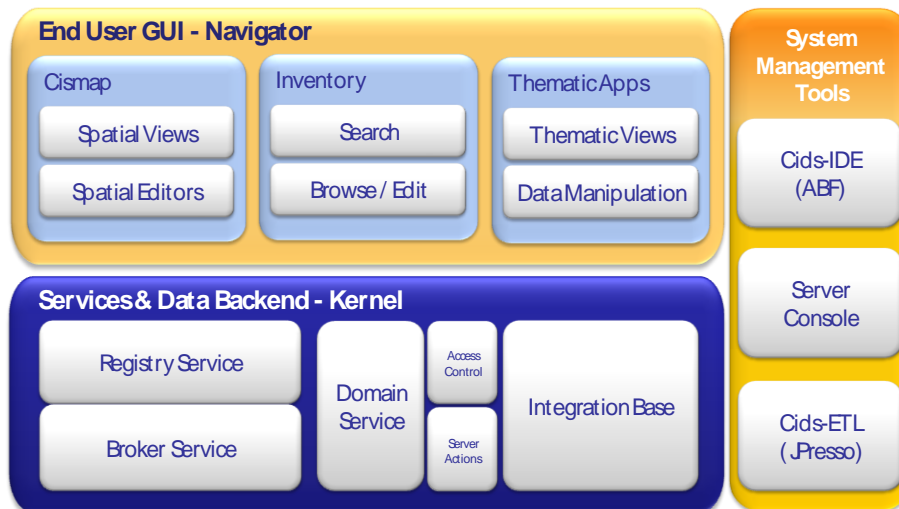 End User GUI - Navigator
Cismap
Spatial Views
Spatial Editors
Inventory
Search
Browse / Edit
Thematic Apps
Thematic Views
Data Manipulation
Services & Data Backend - Kernel
Registry Service
Broker Service
Domain
Service
Access
Control
Server
Actions
Integration Base
System
Management
Tools
Cids-IDE
(ABF)
Server
Console
Cids-ETL
(JPresso)